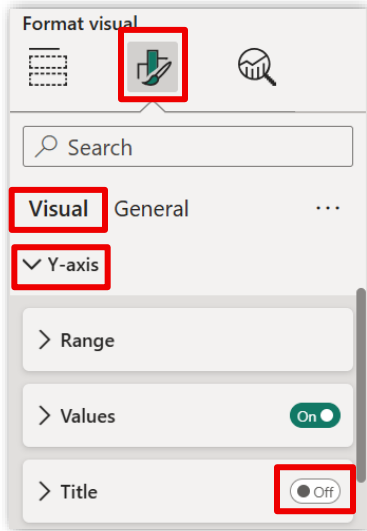 Format visual
Search
Visual General ...
Y-axis
Range
Values On
Title Off